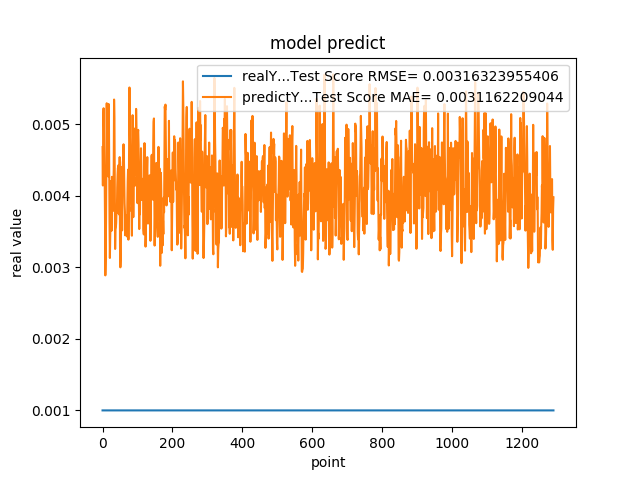 model predict
realY...Test Score RMSE= 0.00316323955406
predictY...Test Score MAE= 0.0031162209044
0.005
0.004
0.003
0.002
0.001
real value
0 200 400 600 800 1000 1200
point